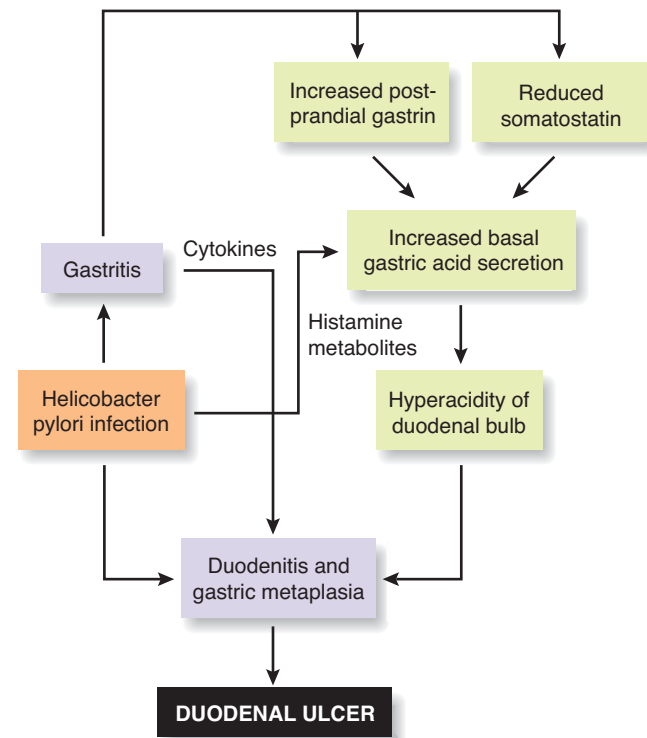 Increased post-
prandial gastrin
Reduced
somatostatin
Increased basal
gastric acid secretion
Cytokines
Gastritis
Histamine
metabolites
Helicobacter
pylori infection
Hyperacidity of
duodenal bulb
Duodenitis and
gastric metaplasia
DUODENAL ULCER